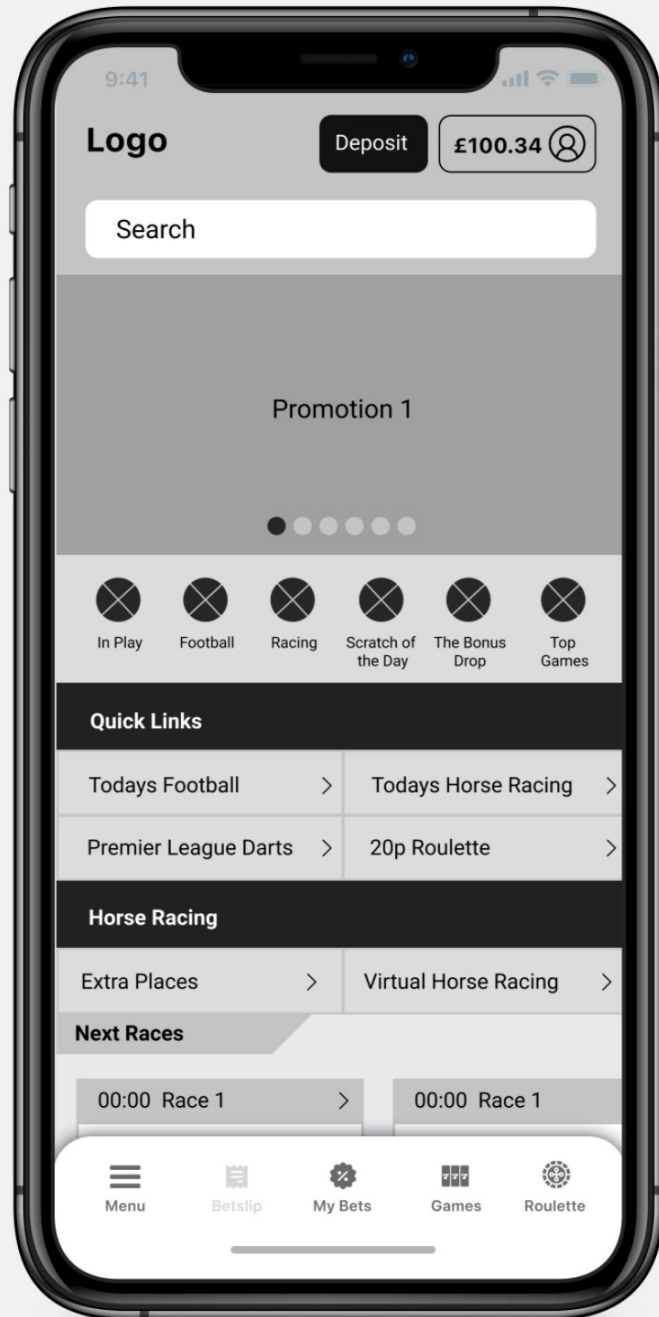 9:41
Logo
Deposit
£100.34
Search
Promotion 1
In Play
Football
Racing
Scratch of
the Day
The Bonus
Drop
Top
Games
Quick Links
Todays Football
Todays Horse Racing
Premier League Darts
20p Roulette
Horse Racing
Extra Places
Virtual Horse Racing
Next Races
00:00 Race 1
00:00 Race 1
Menu
Betslip
My Bets
777
Games
Roulette